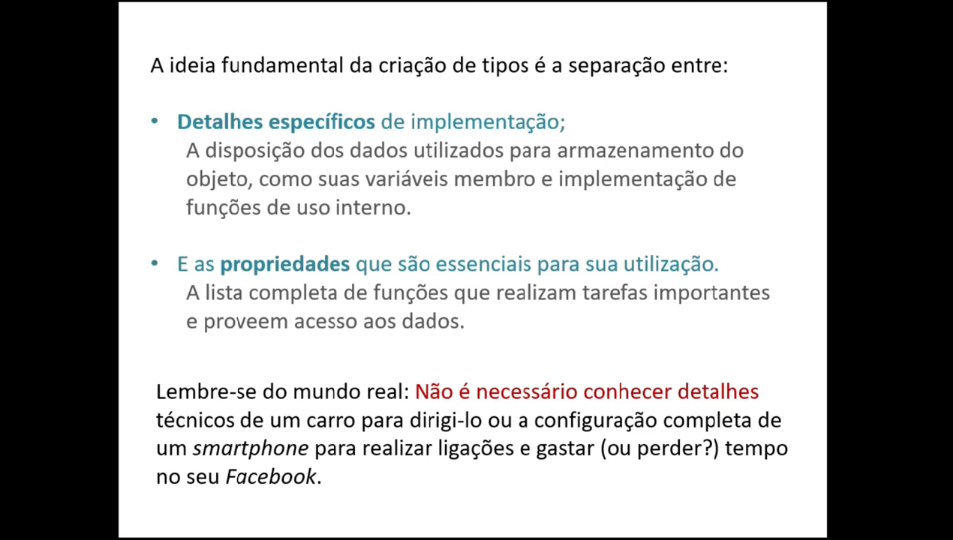 A ideia fundamental da criação de tipos é a separação entre:
• Detalhes específicos de implementação;
A disposição dos dados utilizados para armazenamento do
objeto, como suas variáveis membro e implementação de
funções de uso interno.
• E as propriedades que são essenciais para sua utilização.
A lista completa de funções que realizam tarefas importantes
e proveem acesso aos dados.
Lembre-se do mundo real: Não é necessário conhecer detalhes
técnicos de um carro para dirigi-lo ou a configuração completa de
um smartphone para realizar ligações e gastar (ou perder?) tempo
no seu Facebook.